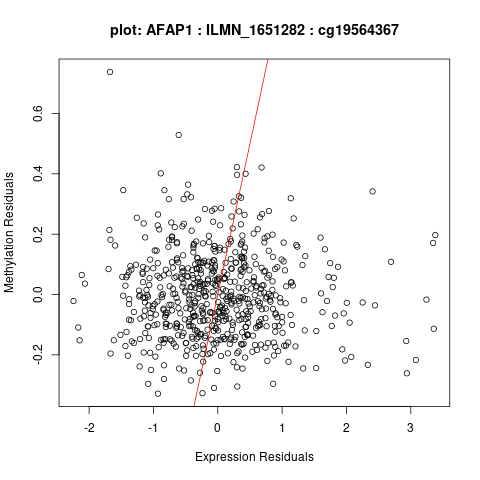 plot: AFAP1 : ILMN_1651282 : cg19564367
Methylation Residuals
0.6
0.4
0.2
0.0
-0.2
-2 -1 0 1 2 3
Expression Residuals